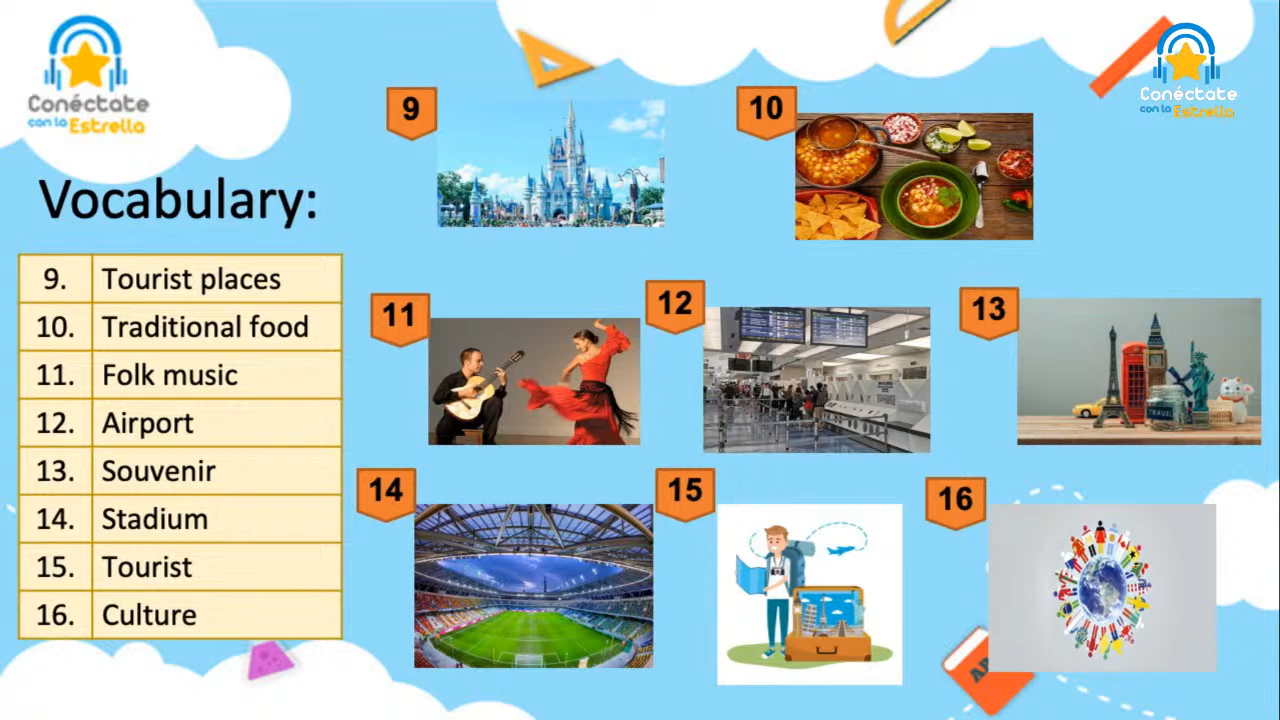 Conéctate
con la Estrella
Conéctate
con la Estrella
Vocabulary:
9. Tourist places
10. Traditional food
11. Folk music
12. Airport
13. Souvenir
14. Stadium
15. Tourist
16. Culture
9
10
11
12
13
TRAVEL
14
15
16